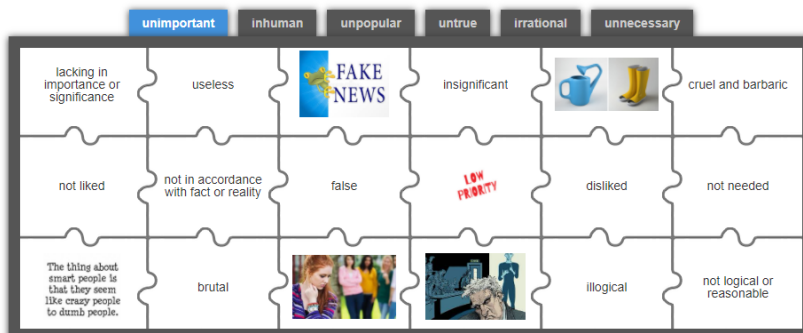 unimportant
inhuman
unpopular
untrue
irrational
unnecessary
lacking in
importance or
significance
useless
FAKE
NEWS
insignificant
cruel and barbaric
not liked
not in accordance
with fact or reality
false
LOW
PRIORITY
disliked
not needed
The thing about
smart people is
that they seem
like crazy people
to dumb people.
brutal
illogical
not logical or
reasonable